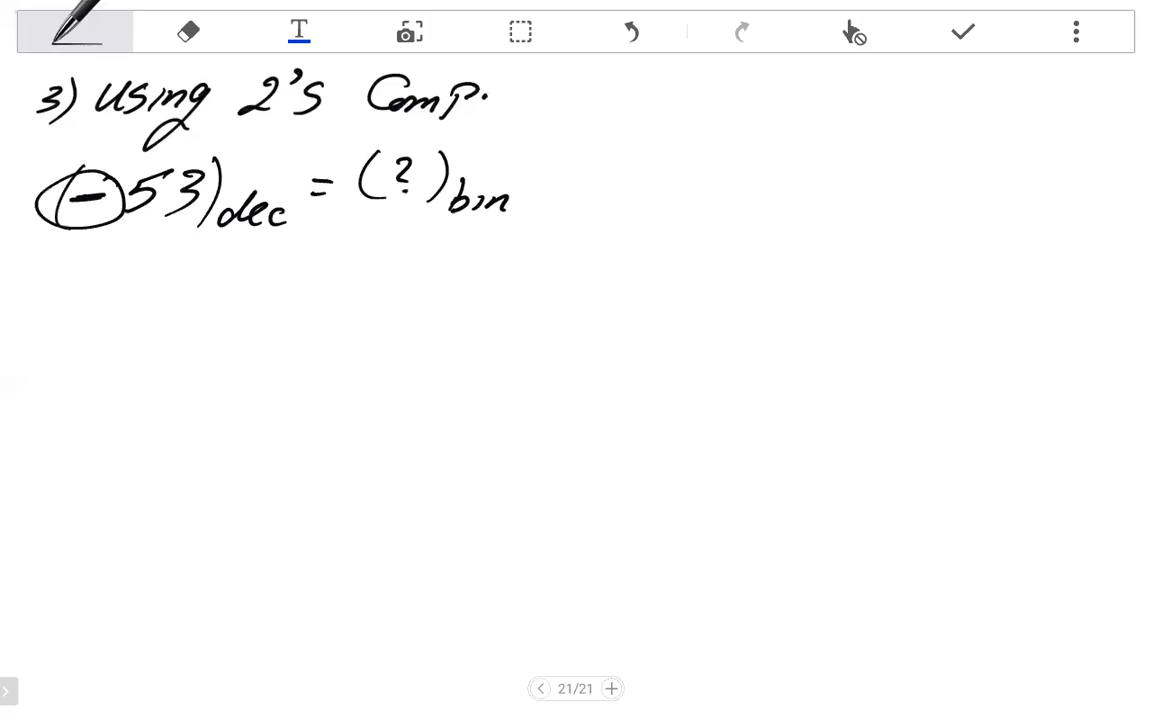 3) Using 2's Comp.
(-53)dec = (?)bin
T
21/21